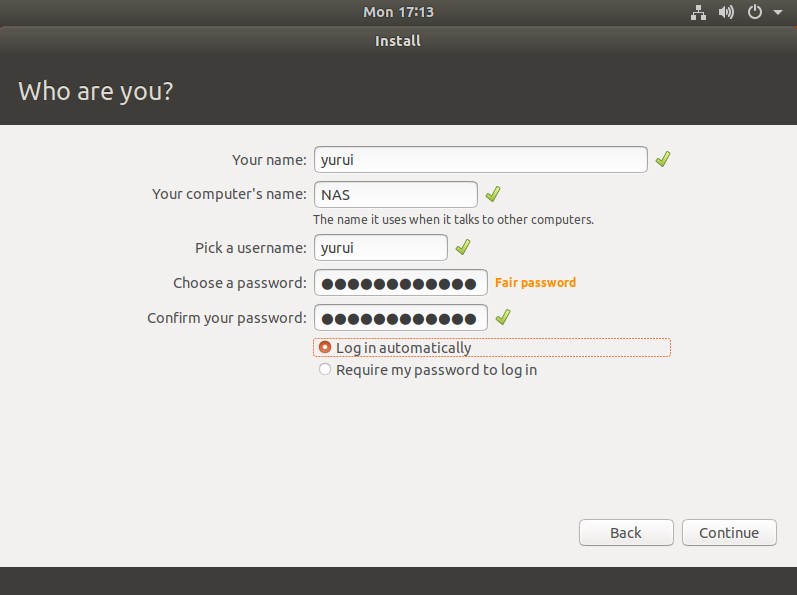 Mon 17:13
Install
Who are you?
Your name: yurui
Your computer's name: NAS
The name it uses when it talks to other computers.
Pick a username: yurui
Choose a password: ●●●●●●●●●●●● Fair password
Confirm your password: ●●●●●●●●●●●●
Log in automatically
Require my password to log in
Back Continue